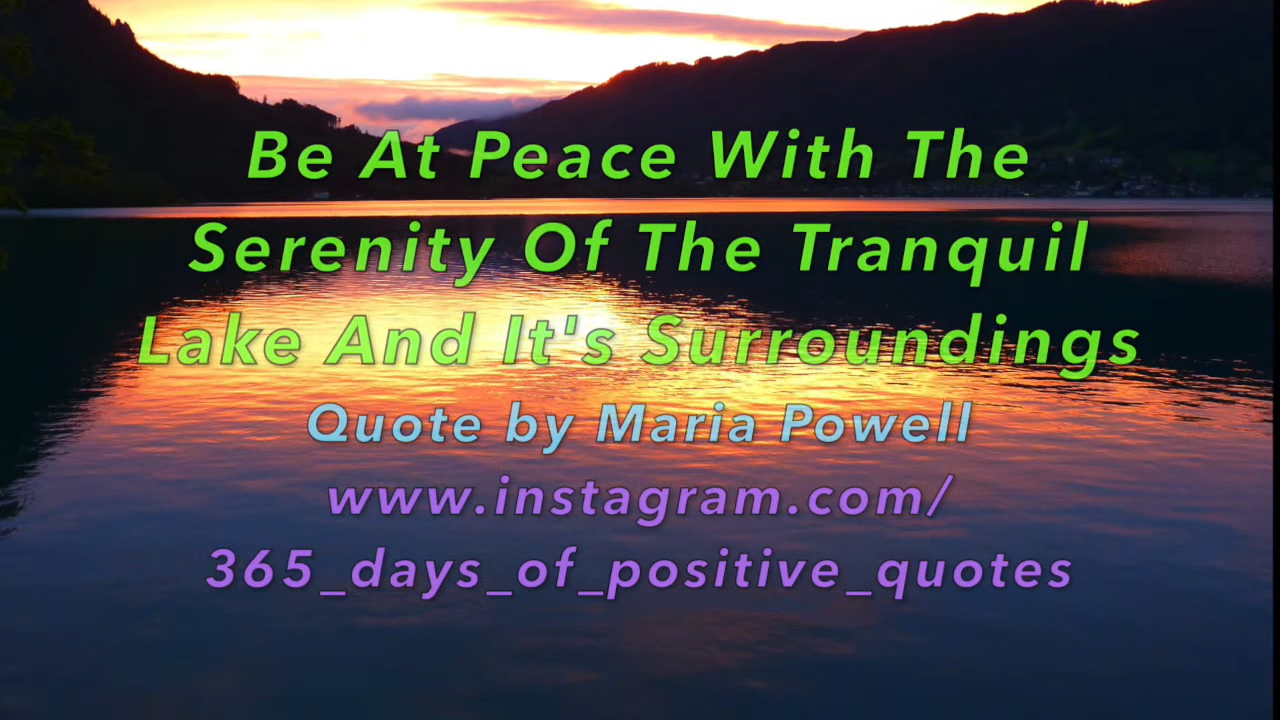 Be At Peace With The
Serenity Of The Tranquil
Lake And It's Surroundings
Quote by Maria Powell
www.instagram.com/
365_days_of_positive_quotes